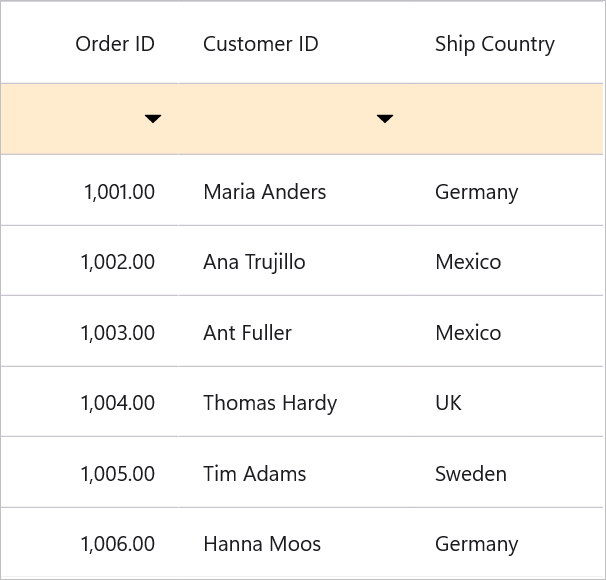 Order ID Customer ID Ship Country
1,001.00 Maria Anders Germany
1,002.00 Ana Trujillo Mexico
1,003.00 Ant Fuller Mexico
1,004.00 Thomas Hardy UK
1,005.00 Tim Adams Sweden
1,006.00 Hanna Moos Germany